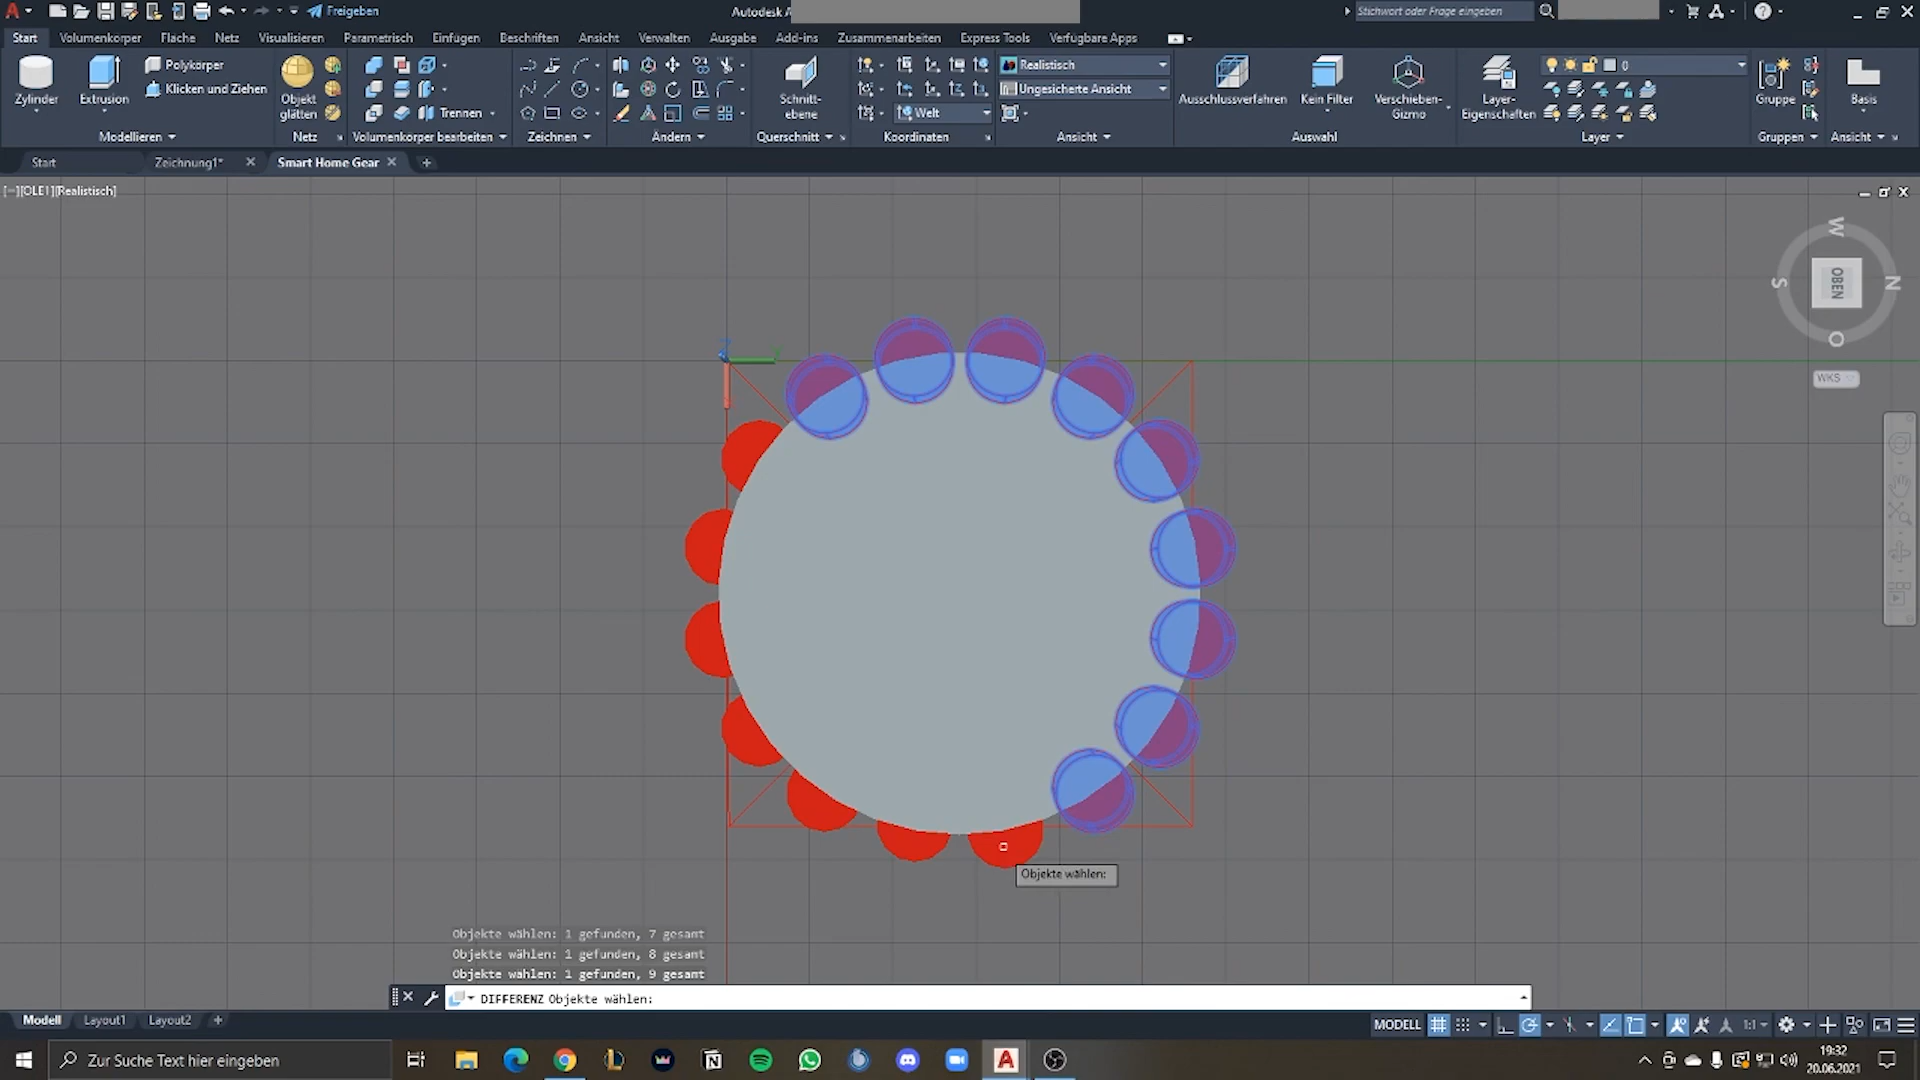 Freigeben
Autodesk A
Stichwort oder Frage eingeben
Start Volumenkörper Fläche Netz Visualisieren Parametrisch Einfügen Beschriften Ansicht Verwalten Ausgabe Add-ins Zusammenarbeiten Express Tools Verfügbare Apps
Zylinder
Extrusion
Polykörper
Klicken und Ziehen
Modellieren
Objekt
glätten
Netz
Trennen
Volumenkörper bearbeiten
Zeichnen
Ändern
Schnitt-
ebene
Querschnitt
Welt
Koordinaten
Realistisch
Ungesicherte Ansicht
Ansicht
Ausschlussverfahren
Kein Filter
Verschieben-
Gizmo
Auswahl
Layer-
Eigenschaften
0
Layer
Gruppe
Gruppen
Basis
Ansicht
Start
Zeichnung1*
Smart Home Gear
[−][OLE1][Realistisch]
W
S
OBEN
N
O
WKS
Objekte wählen:
Objekte wählen: 1 gefunden, 7 gesamt
Objekte wählen: 1 gefunden, 8 gesamt
Objekte wählen: 1 gefunden, 9 gesamt
DIFFERENZ Objekte wählen:
Modell Layout1 Layout2
MODELL
1:1
Zur Suche Text hier eingeben
19:32
20.06.2021